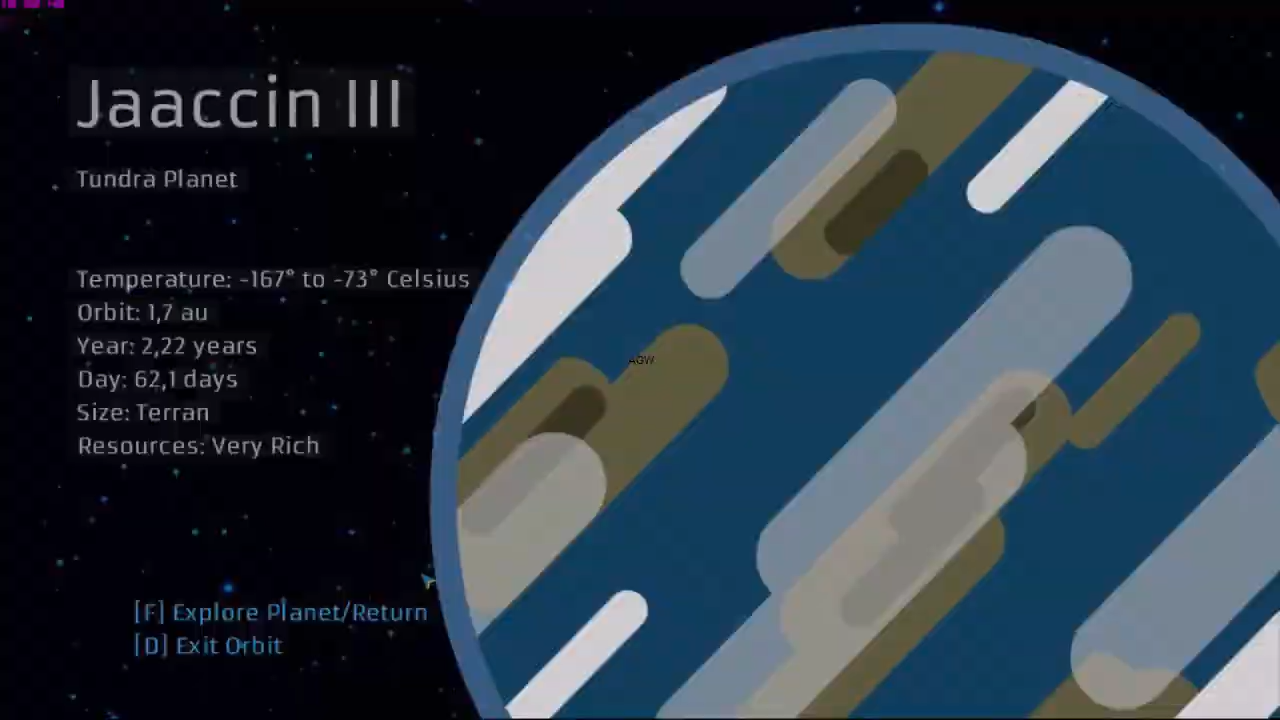 Jaaccin III
Tundra Planet
Temperature: -167° to -73° Celsius
Orbit: 1,7 au
Year: 2,22 years
Day: 62,1 days
Size: Terran
Resources: Very Rich
AGW
[F] Explore Planet/Return
[D] Exit Orbit